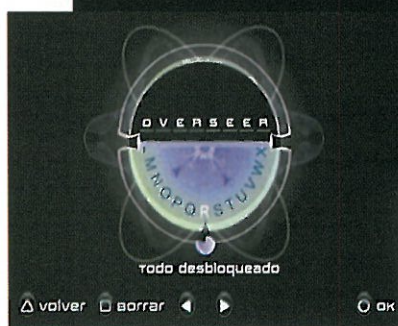 OVERSEER
MNOPQRSTUVWX
Todo desbloqueado
△ volver □ Borrar ◄ ► ○ OK